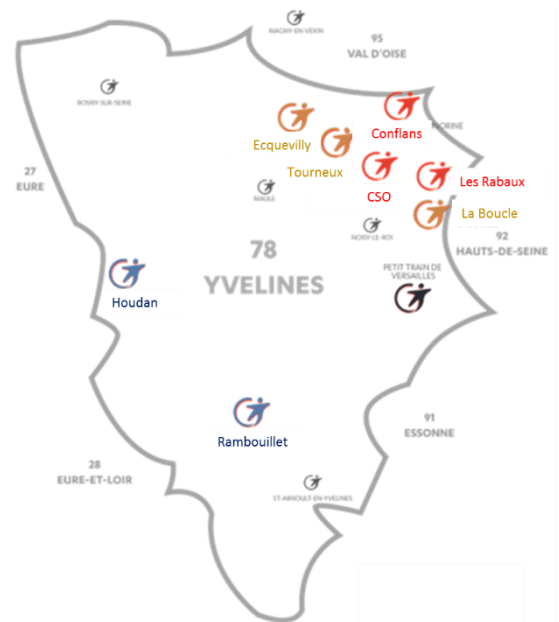 MAGNY-EN-VEXIN
95
VAL D'OISE
ROSNY-SUR-SEINE
Conflans
NORINE
Ecquevilly
Tourneux
27
EURE
MAULE
CSO
Les Rabaux
La Boucle
NOISY-LE-ROI
92
HAUTS-DE-SEINE
78
YVELINES
PETIT TRAIN DE
VERSAILLES
Houdan
91
ESSONNE
Rambouillet
28
EURE-ET-LOIR
ST-ARNOULT-EN-YVELINES